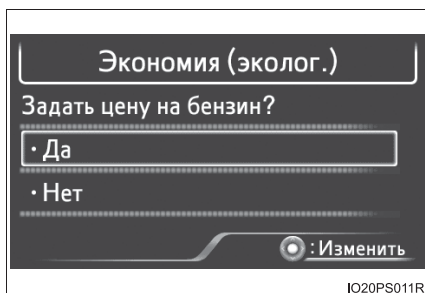 Экономия (эколог.)
Задать цену на бензин?
· Да
· Нет
: Изменить
IO20PS011R